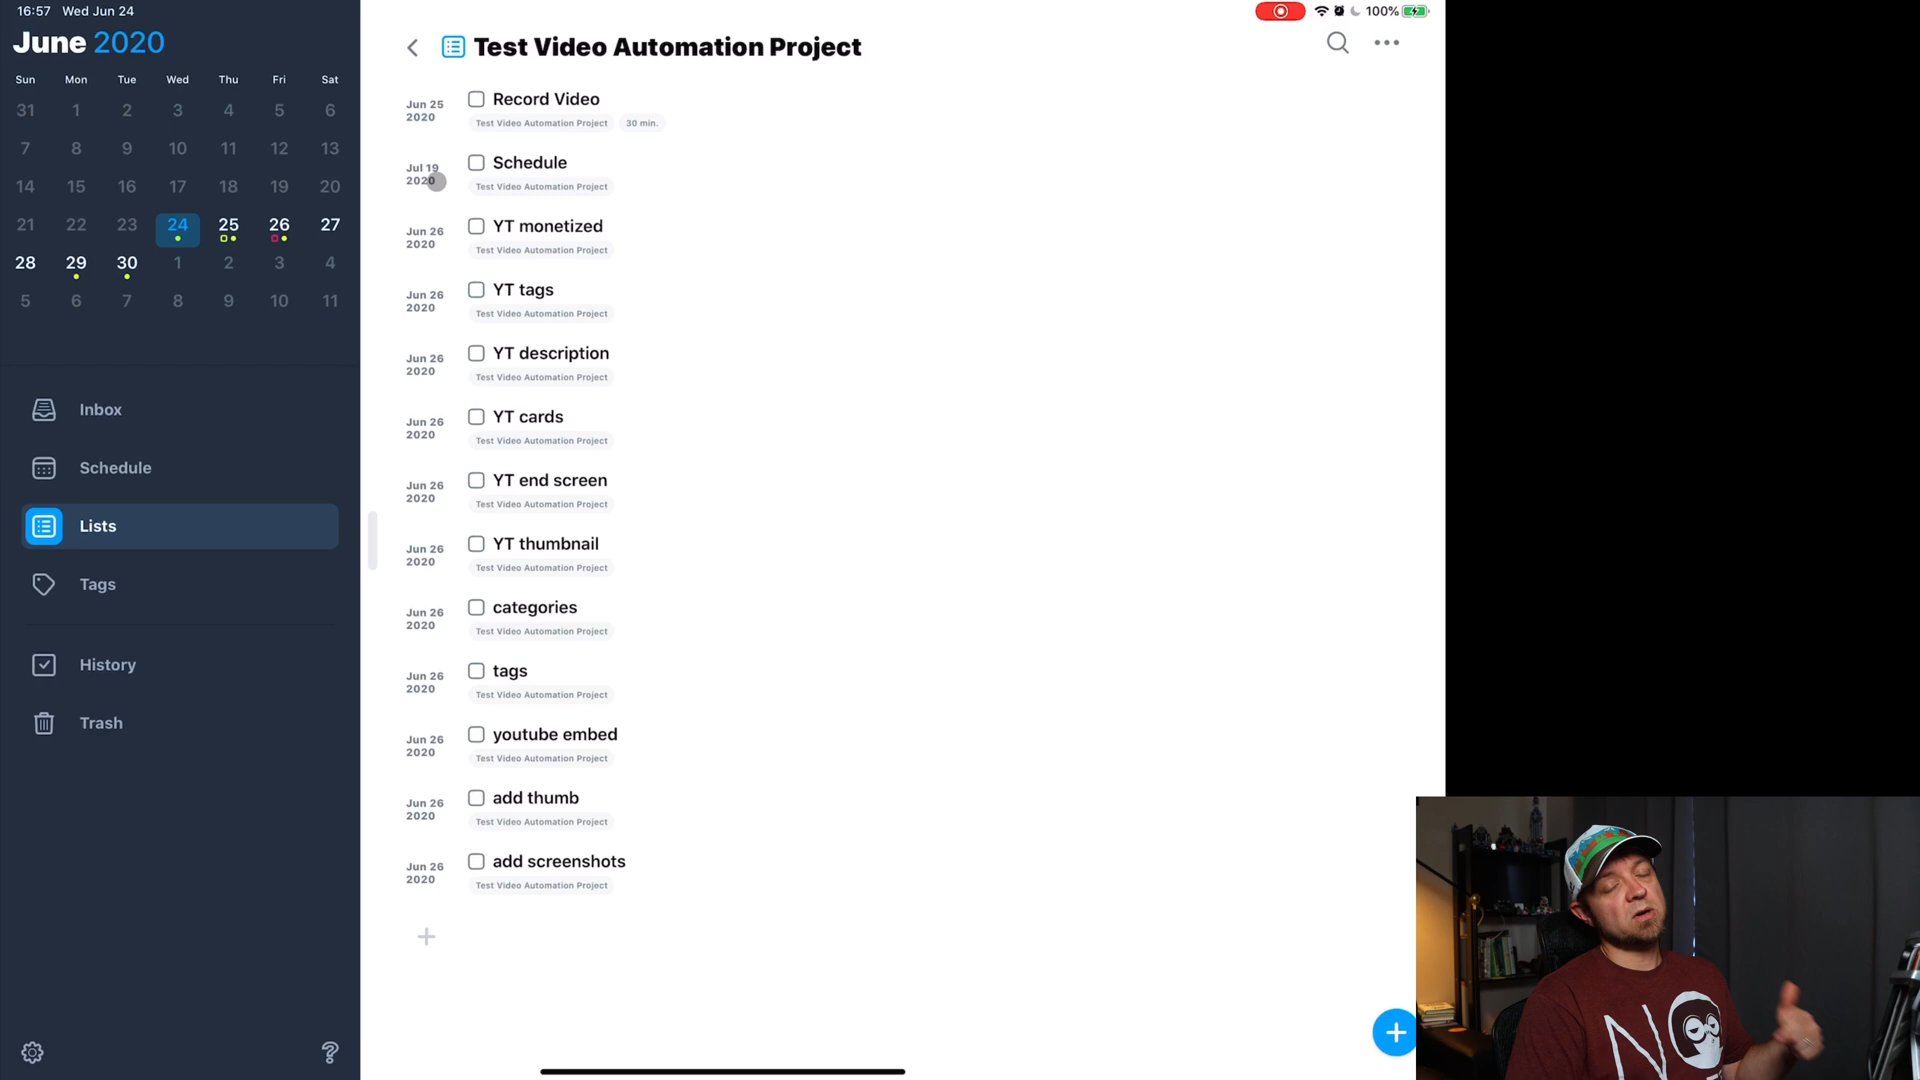 16:57 Wed Jun 24
100%
June 2020
Sun Mon Tue Wed Thu Fri Sat
31 1 2 3 4 5 6
7 8 9 10 11 12 13
14 15 16 17 18 19 20
21 22 23 24 25 26 27
28 29 30 1 2 3 4
5 6 7 8 9 10 11
Inbox
Schedule
Lists
Tags
History
Trash
?
Test Video Automation Project
Jun 25
2020
Record Video
Test Video Automation Project 30 min.
Jul 19
2020
Schedule
Test Video Automation Project
Jun 26
2020
YT monetized
Test Video Automation Project
Jun 26
2020
YT tags
Test Video Automation Project
Jun 26
2020
YT description
Test Video Automation Project
Jun 26
2020
YT cards
Test Video Automation Project
Jun 26
2020
YT end screen
Test Video Automation Project
Jun 26
2020
YT thumbnail
Test Video Automation Project
Jun 26
2020
categories
Test Video Automation Project
Jun 26
2020
tags
Test Video Automation Project
Jun 26
2020
youtube embed
Test Video Automation Project
Jun 26
2020
add thumb
Test Video Automation Project
Jun 26
2020
add screenshots
Test Video Automation Project